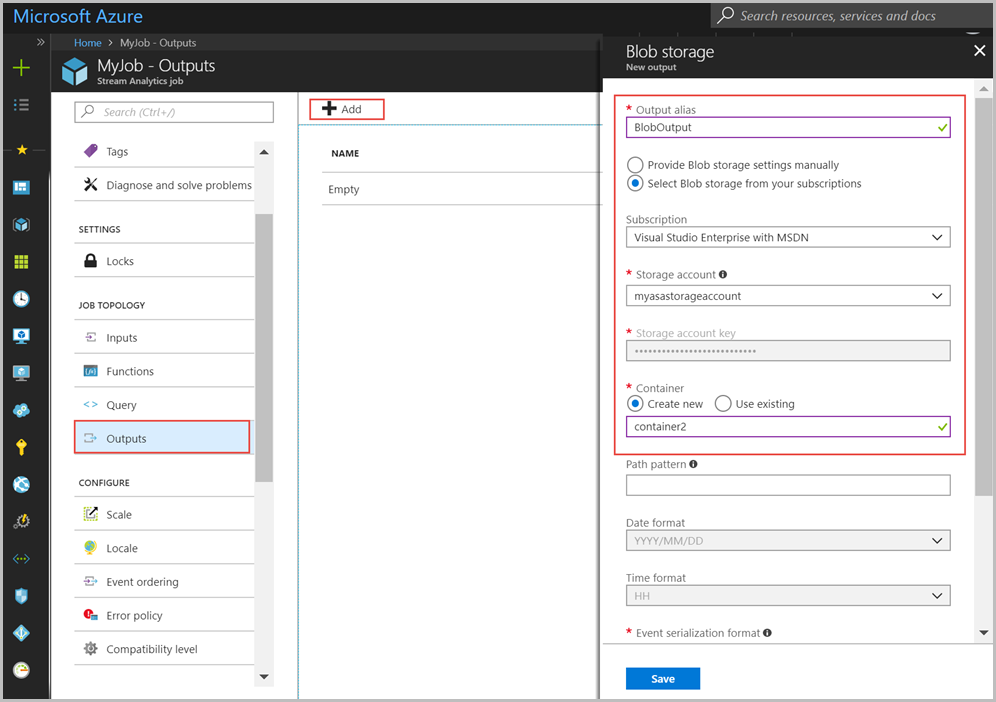 Microsoft Azure
Search resources, services and docs
Home > MyJob - Outputs
MyJob - Outputs
Stream Analytics job
Search (Ctrl+/)
Tags
Diagnose and solve problems
SETTINGS
Locks
JOB TOPOLOGY
Inputs
Functions
Query
Outputs
CONFIGURE
Scale
Locale
Event ordering
Error policy
Compatibility level
Add
NAME
Empty
Blob storage
New output
* Output alias
BlobOutput
Provide Blob storage settings manually
Select Blob storage from your subscriptions
Subscription
Visual Studio Enterprise with MSDN
* Storage account
myasastorageaccount
* Storage account key
•••••••••••••••••••••••••••
* Container
Create new Use existing
container2
Path pattern
Date format
YYYY/MM/DD
Time format
HH
* Event serialization format
Save